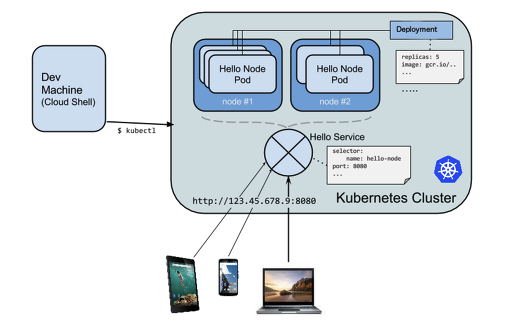 Deployment
replicas: 5
image: gcr.io/..
...
.....
Hello Node
Pod
node #1
Hello Node
Pod
node #2
Dev
Machine
(Cloud Shell)
$ kubectl
Hello Service
selector:
name: hello-node
port: 8080
...
http://123.45.678.9:8080
Kubernetes Cluster